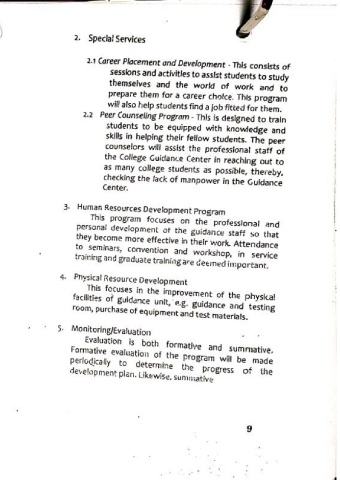 2. Special Services
2.1 Career Placement and Development - This consists of
sessions and activities to assist students to study
themselves and the world of work and to
prepare them for a career choice. This program
will also help students find a job fitted for them.
2.2 Peer Counseling Program - This is designed to train
students to be equipped with knowledge and
skills in helping their fellow students. The peer
counselors will assist the professional staff of
the College Guidance Center in reaching out to
as many college students as possible, thereby,
checking the lack of manpower in the Guidance
Center.
3. Human Resources Development Program
This program focuses on the professional and
personal development of the guidance staff so that
they become more effective in their work. Attendance
to seminars, convention and workshop, in service
training and graduate training are deemed important.
4. Physical Resource Development
This focuses in the improvement of the physical
facilities of guidance unit, e.g. guidance and testing
room, purchase of equipment and test materials.
5. Monitoring/Evaluation
Evaluation is both formative and summative.
Formative evaluation of the program will be made
periodically to determine the progress of the
development plan. Likewise, summative
9